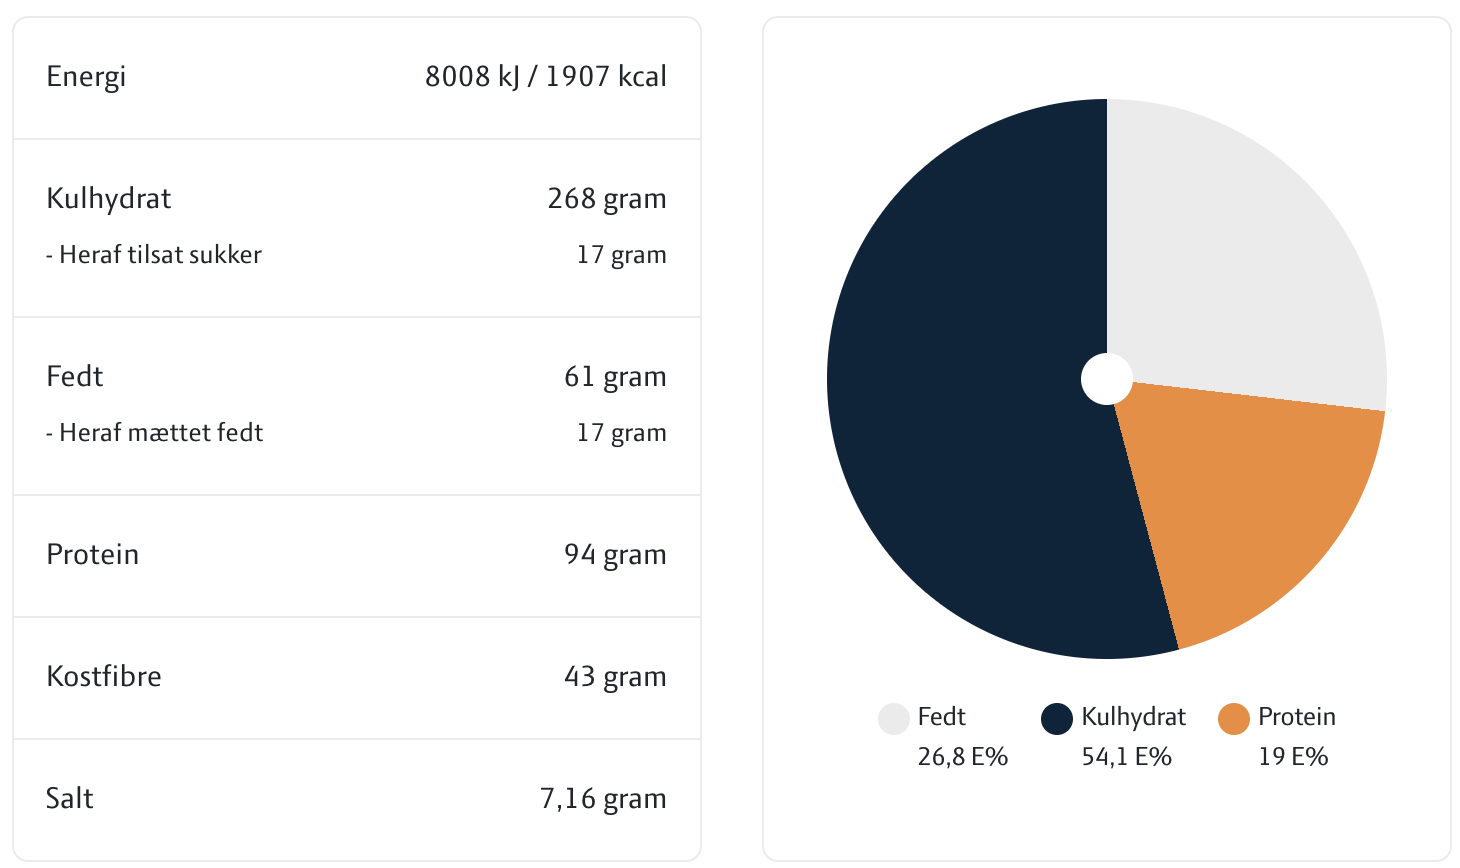 Energi 8008 kJ / 1907 kcal
Kulhydrat 268 gram
- Heraf tilsat sukker 17 gram
Fedt 61 gram
- Heraf mættet fedt 17 gram
Protein 94 gram
Kostfibre 43 gram
Salt 7,16 gram
Fedt Kulhydrat Protein
26,8 E% 54,1 E% 19 E%